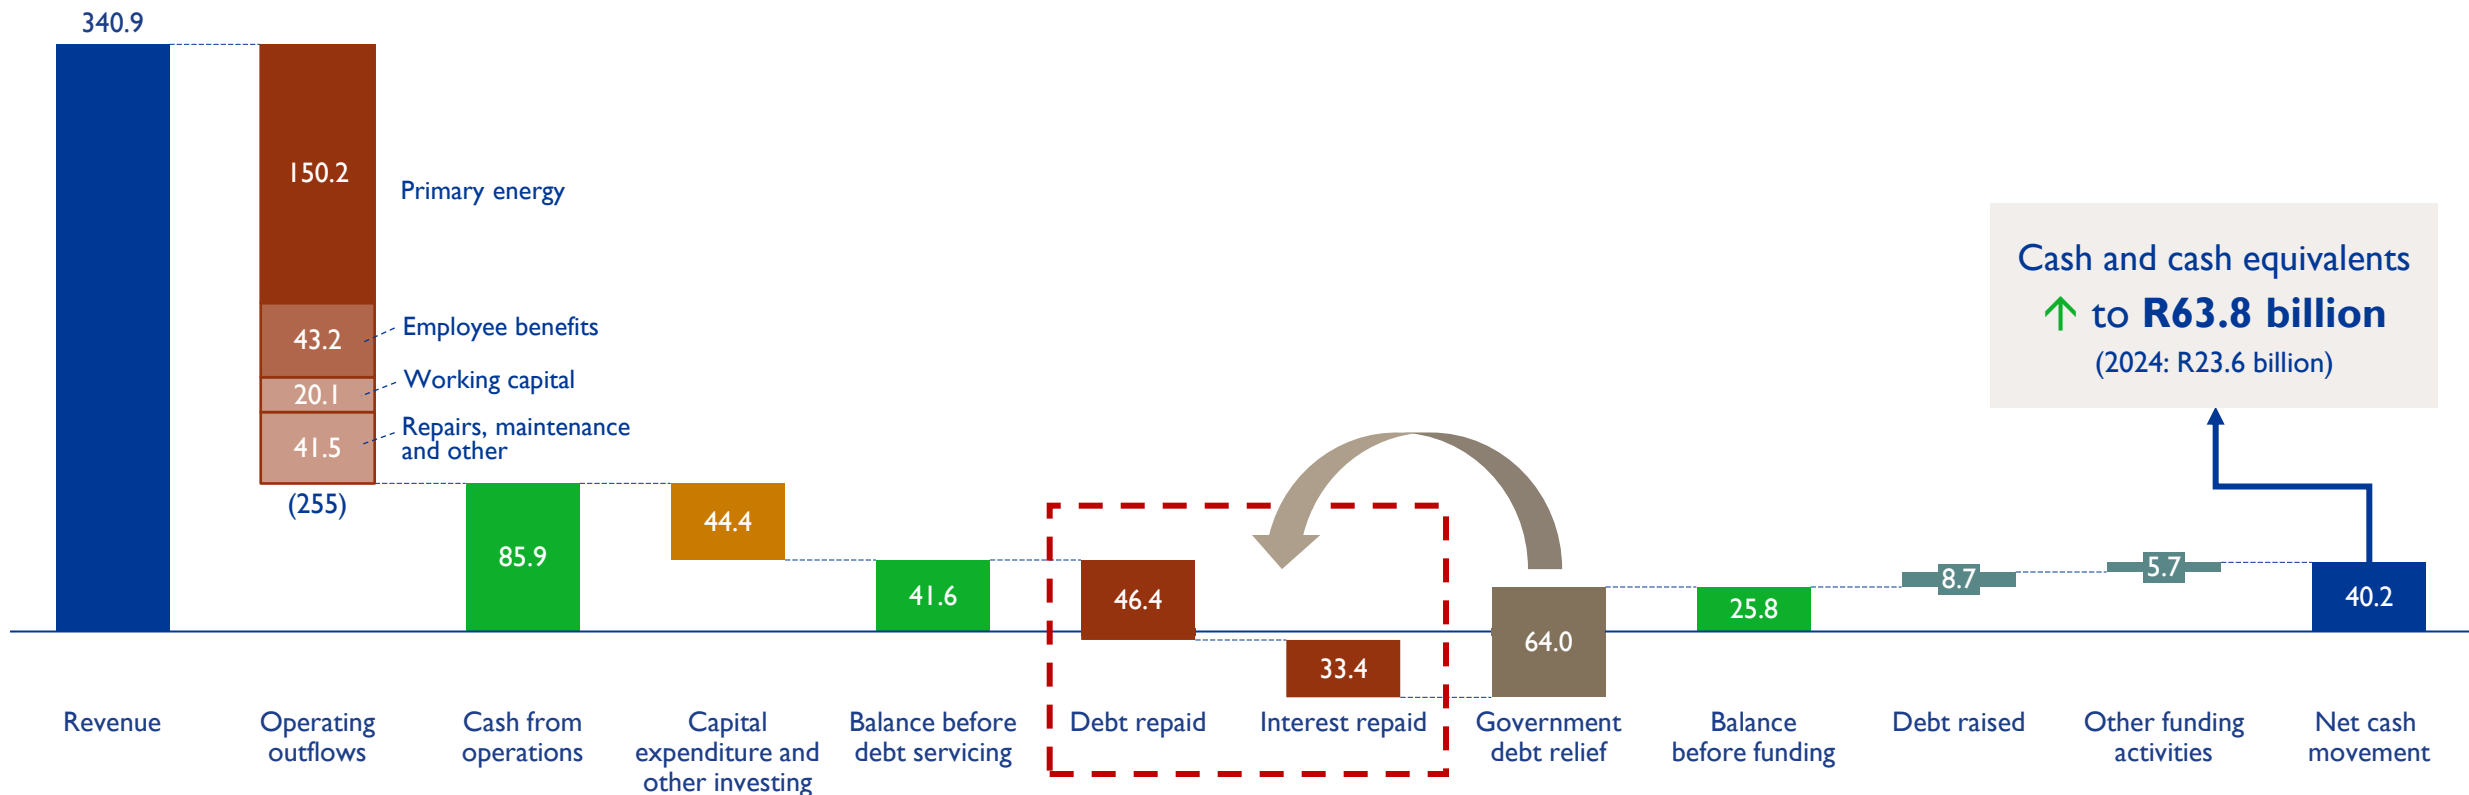 340.9
150.2
Primary energy
43.2
Employee benefits
20.1
Working capital
41.5
Repairs, maintenance
and other
(255)
85.9
44.4
41.6
46.4
33.4
64.0
25.8
8.7
5.7
40.2
Cash and cash equivalents
↑ to R63.8 billion
(2024: R23.6 billion)
Revenue
Operating
outflows
Cash from
operations
Capital
expenditure and
other investing
Balance before
debt servicing
Debt repaid
Interest repaid
Government
debt relief
Balance
before funding
Debt raised
Other funding
activities
Net cash
movement